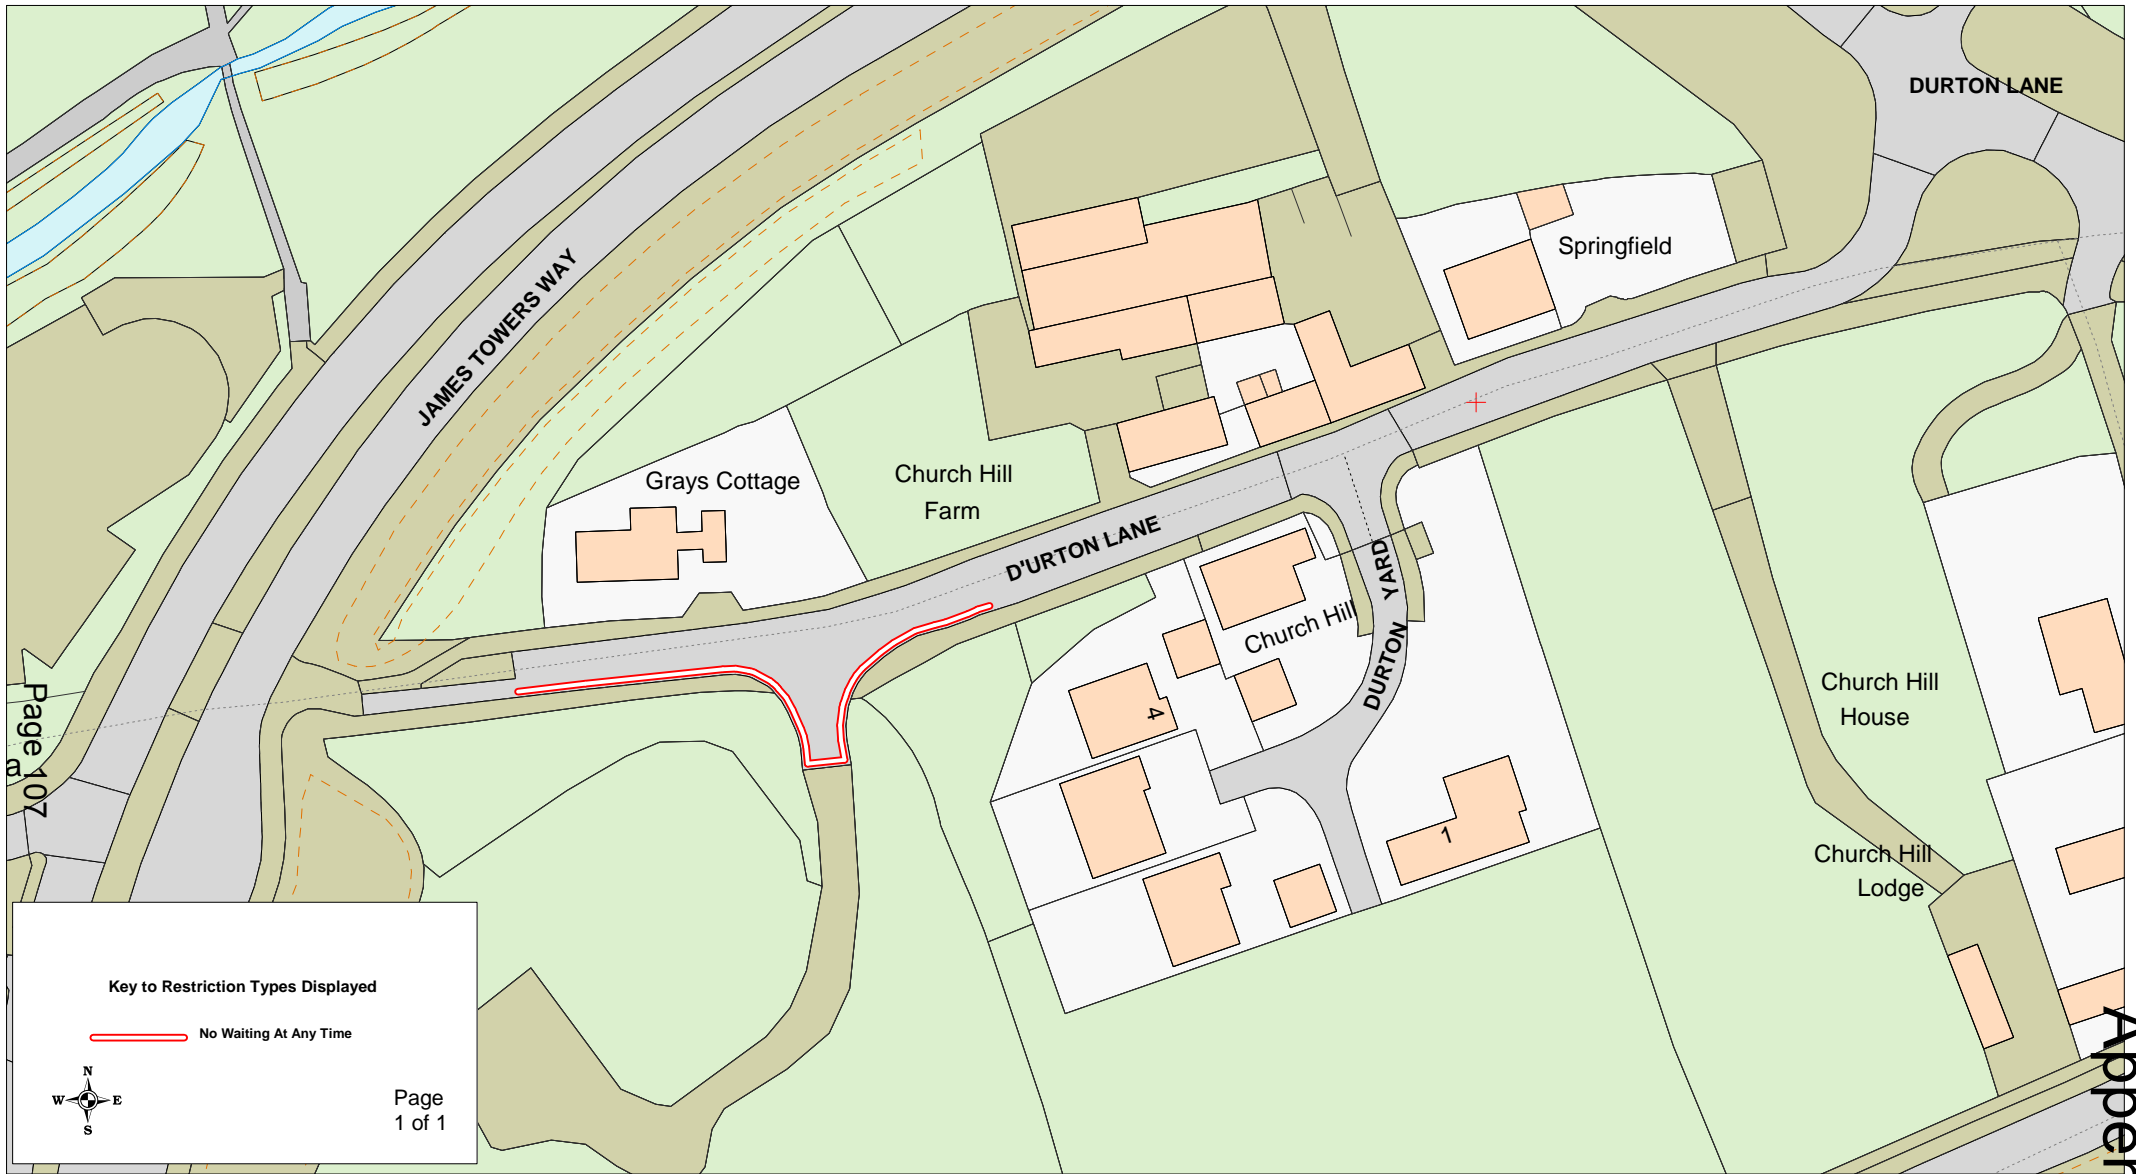 DURTON LANE
Springfield
JAMES TOWERS WAY
Grays Cottage
Church Hill
Farm
D'URTON LANE
DURTON YARD
Church Hill
4
1
Church Hill
House
Church Hill
Lodge
Page 107
a
Key to Restriction Types Displayed
No Waiting At Any Time
N
W E
S
Page
1 of 1
Apper